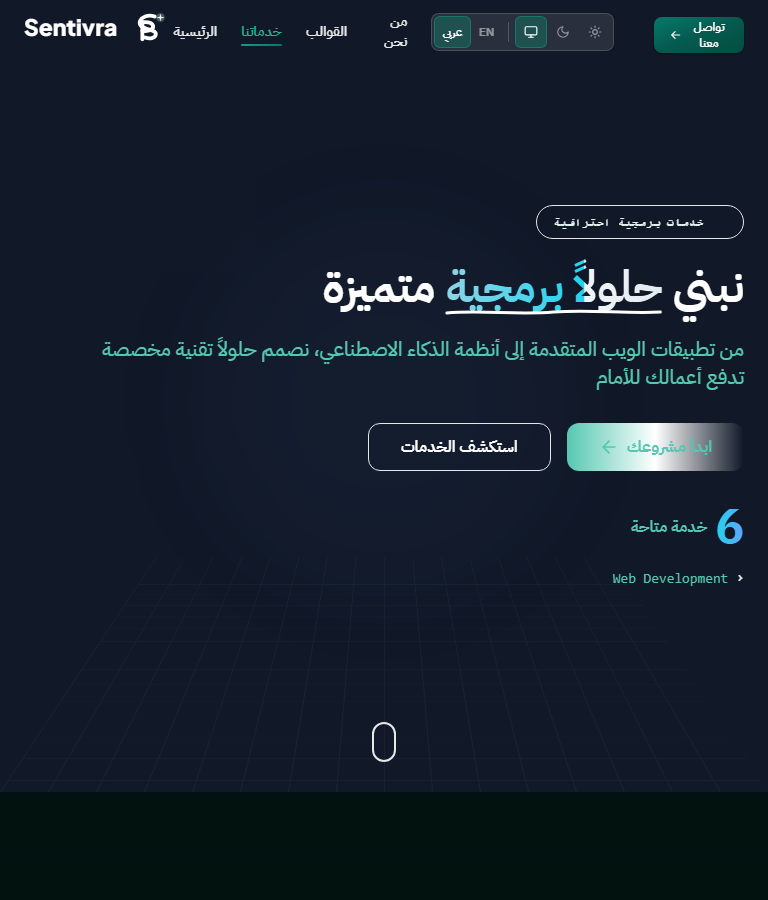 Sentivra
الرئيسية
خدماتنا
القوالب
من
نحن
عربي
EN
تواصل
معنا
خدمات برمجية احترافية
نبني حلولاً برمجية متميزة
من تطبيقات الويب المتقدمة إلى أنظمة الذكاء الاصطناعي، نصمم حلولاً تقنية مخصصة
تدفع أعمالك للأمام
ابدأ مشروعك
استكشف الخدمات
6 خدمة متاحة
› Web Development